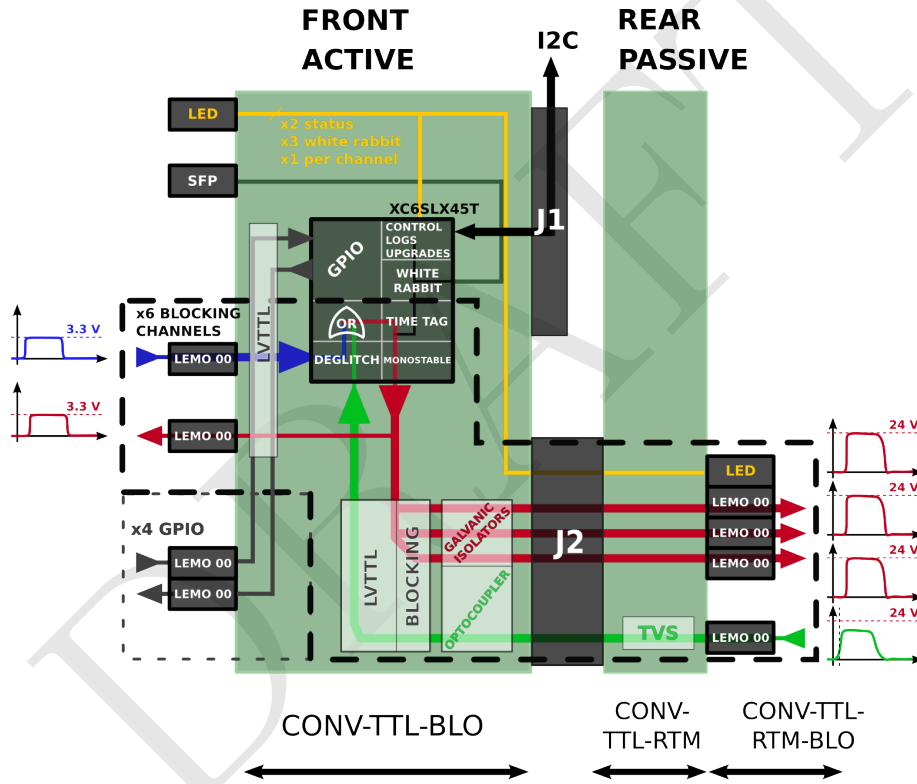 FRONT
ACTIVE
REAR
PASSIVE
I2C
LED
x2 status
x3 white rabbit
x1 per channel
SFP
XC6SLX45T
J1
GPIO
CONTROL
LOGS
UPGRADES
WHITE
RABBIT
OR
TIME TAG
DEGLITCH
MONOSTABLE
LVTTL
x6 BLOCKING
CHANNELS
3.3 V
LEMO 00
3.3 V
LEMO 00
x4 GPIO
LEMO 00
LEMO 00
LVTTL
BLOCKING
GALVANIC
ISOLATORS
OPTOCOUPLER
J2
LED
LEMO 00
LEMO 00
LEMO 00
TVS
LEMO 00
24 V
24 V
24 V
24 V
CONV-TTL-BLO
CONV-
TTL-RTM
CONV-TTL-
RTM-BLO
DRAFT